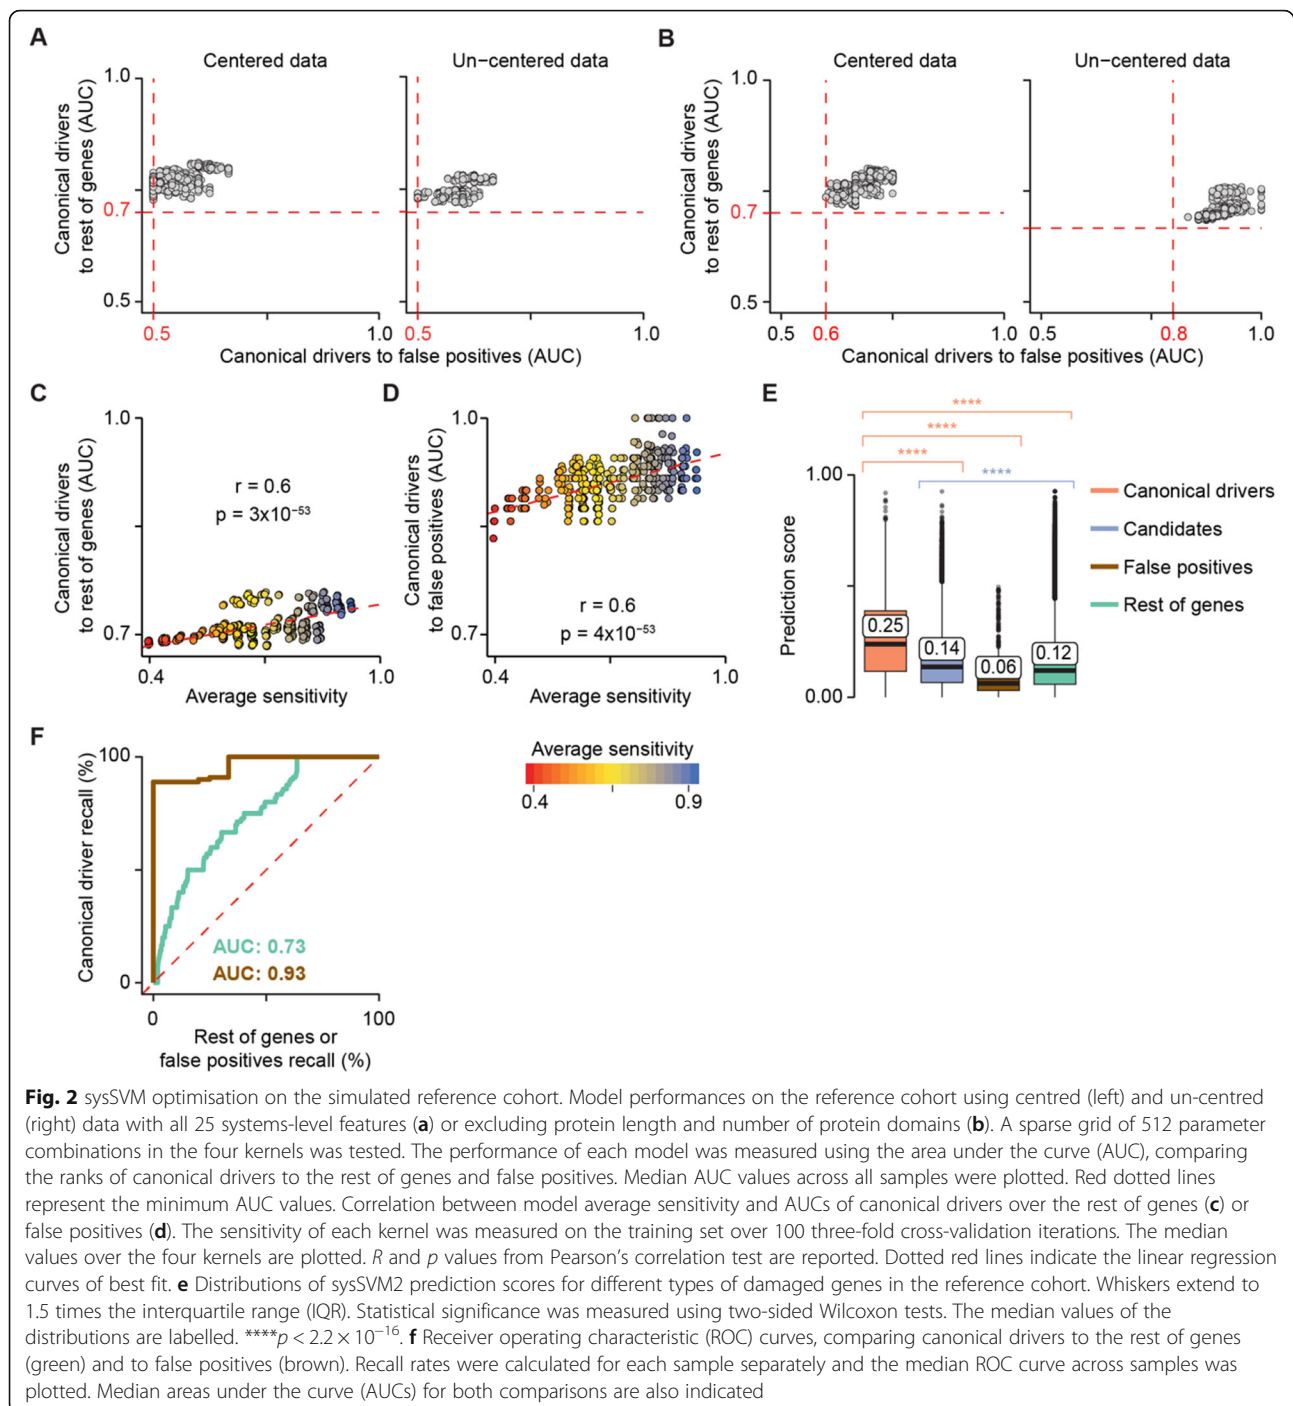 A
B
Centered data
Un−centered data
Centered data
Un−centered data
Canonical drivers
to rest of genes (AUC)
1.0
0.7
0.5
0.5
1.0
0.5
1.0
Canonical drivers to false positives (AUC)
Canonical drivers
to rest of genes (AUC)
1.0
0.7
0.5
0.5
0.6
1.0
0.5
0.8
1.0
Canonical drivers to false positives (AUC)
C
Canonical drivers
to rest of genes (AUC)
1.0
0.7
r = 0.6
p = 3x10⁻⁵³
0.4
1.0
Average sensitivity
D
Canonical drivers
to false positives (AUC)
1.0
0.7
r = 0.6
p = 4x10⁻⁵³
0.4
1.0
Average sensitivity
E
Prediction score
1.00
0.00
****
****
****
****
0.25
0.14
0.06
0.12
Canonical drivers
Candidates
False positives
Rest of genes
F
Canonical driver recall (%)
100
0
AUC: 0.73
AUC: 0.93
0
100
Rest of genes or
false positives recall (%)
Average sensitivity
0.4
0.9
Fig. 2 sysSVM optimisation on the simulated reference cohort. Model performances on the reference cohort using centred (left) and un-centred
(right) data with all 25 systems-level features (a) or excluding protein length and number of protein domains (b). A sparse grid of 512 parameter
combinations in the four kernels was tested. The performance of each model was measured using the area under the curve (AUC), comparing
the ranks of canonical drivers to the rest of genes and false positives. Median AUC values across all samples were plotted. Red dotted lines
represent the minimum AUC values. Correlation between model average sensitivity and AUCs of canonical drivers over the rest of genes (c) or
false positives (d). The sensitivity of each kernel was measured on the training set over 100 three-fold cross-validation iterations. The median
values over the four kernels are plotted. R and p values from Pearson's correlation test are reported. Dotted red lines indicate the linear regression
curves of best fit. e Distributions of sysSVM2 prediction scores for different types of damaged genes in the reference cohort. Whiskers extend to
1.5 times the interquartile range (IQR). Statistical significance was measured using two-sided Wilcoxon tests. The median values of the
distributions are labelled. ****p < 2.2 × 10⁻¹⁶. f Receiver operating characteristic (ROC) curves, comparing canonical drivers to the rest of genes
(green) and to false positives (brown). Recall rates were calculated for each sample separately and the median ROC curve across samples was
plotted. Median areas under the curve (AUCs) for both comparisons are also indicated